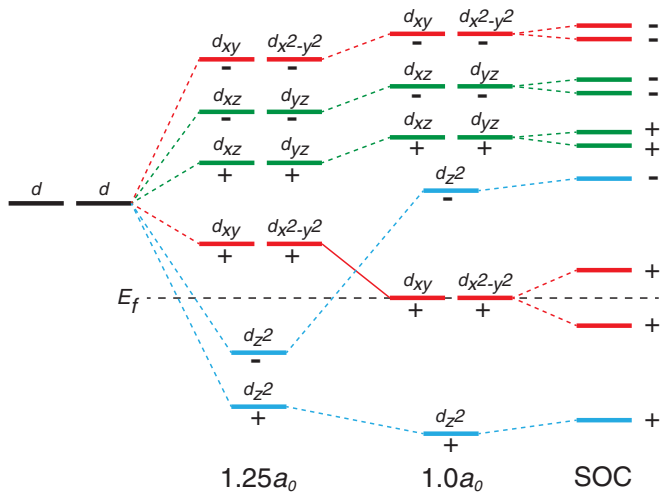 dxy dx²-y² dxy dx²-y² -
- - - - -
dxz dyz dxz dyz -
- - - - -
dxz dyz dxz dyz +
+ + + + +
d d dz² -
-
dxy dx²-y²
+ + +
Ef dxy dx²-y²
+ + +
dz²
-
dz² dz² +
+ +
1.25a₀ 1.0a₀ SOC